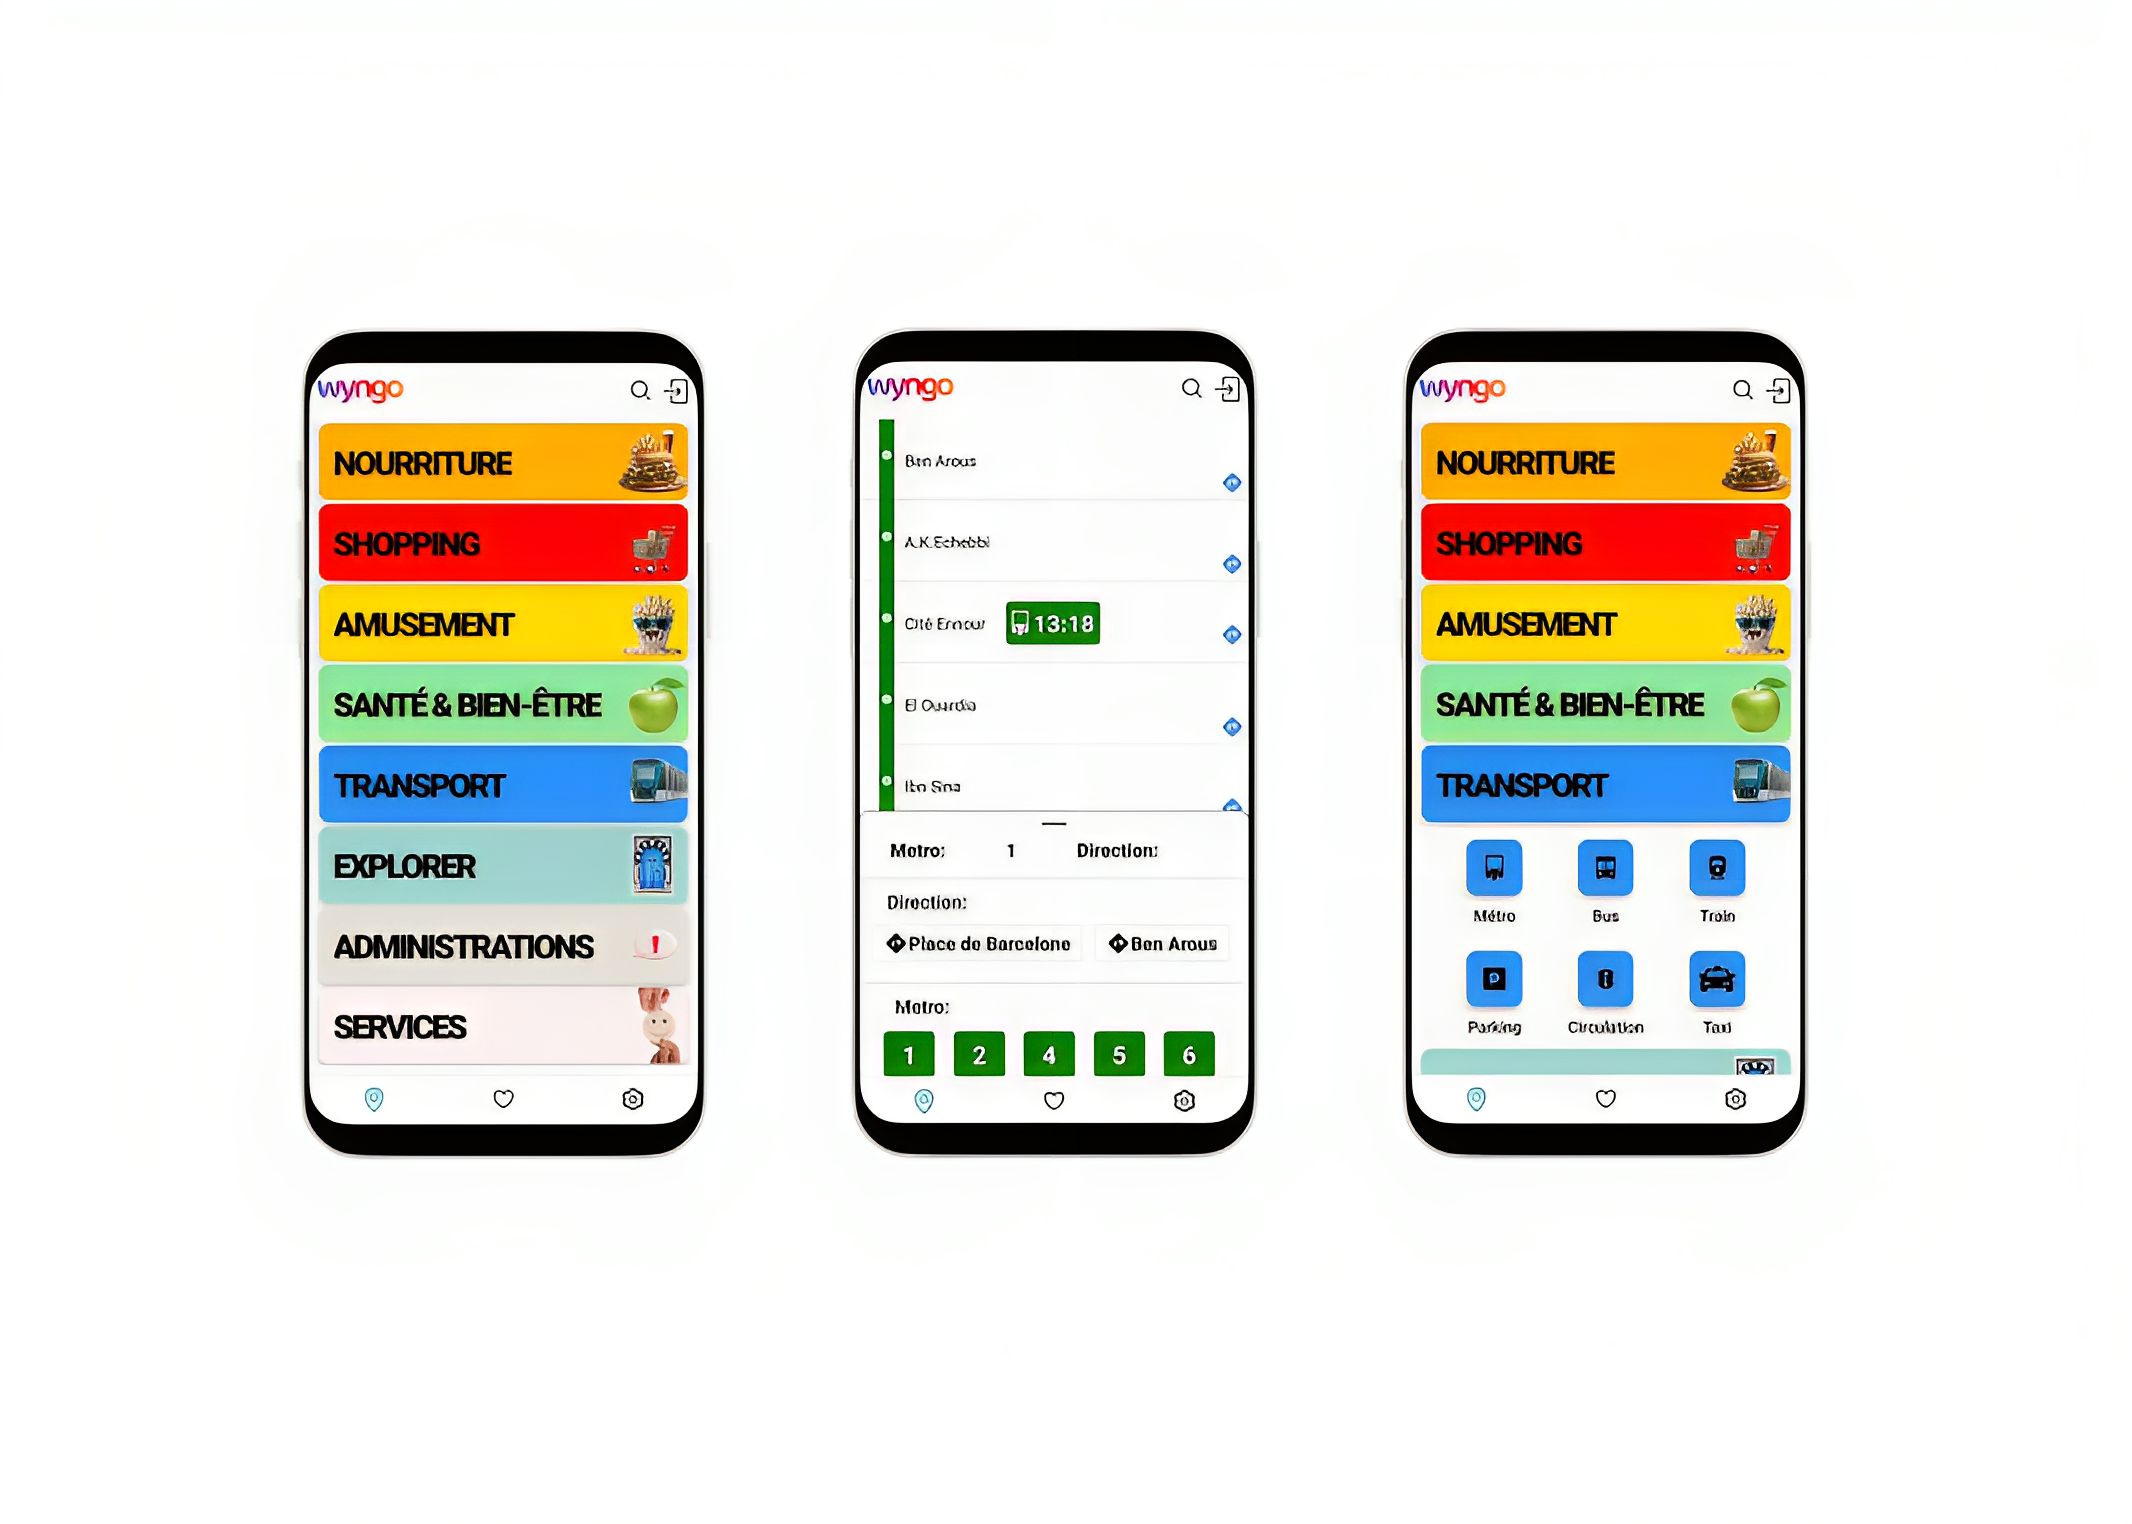 wyngo
NOURRITURE
SHOPPING
AMUSEMENT
SANTÉ & BIEN-ÊTRE
TRANSPORT
EXPLORER
ADMINISTRATIONS
SERVICES
wyngo
Ben Arous
A.K.Echebbi
Cité Ennour 13:18
El Ouardia
Ibn Sina
Metro: 1 Direction:
Direction:
Place de Barcelone Ben Arous
Metro:
1 2 4 5 6
wyngo
NOURRITURE
SHOPPING
AMUSEMENT
SANTÉ & BIEN-ÊTRE
TRANSPORT
Métro Bus Train
P
Parking Circulation Taxi